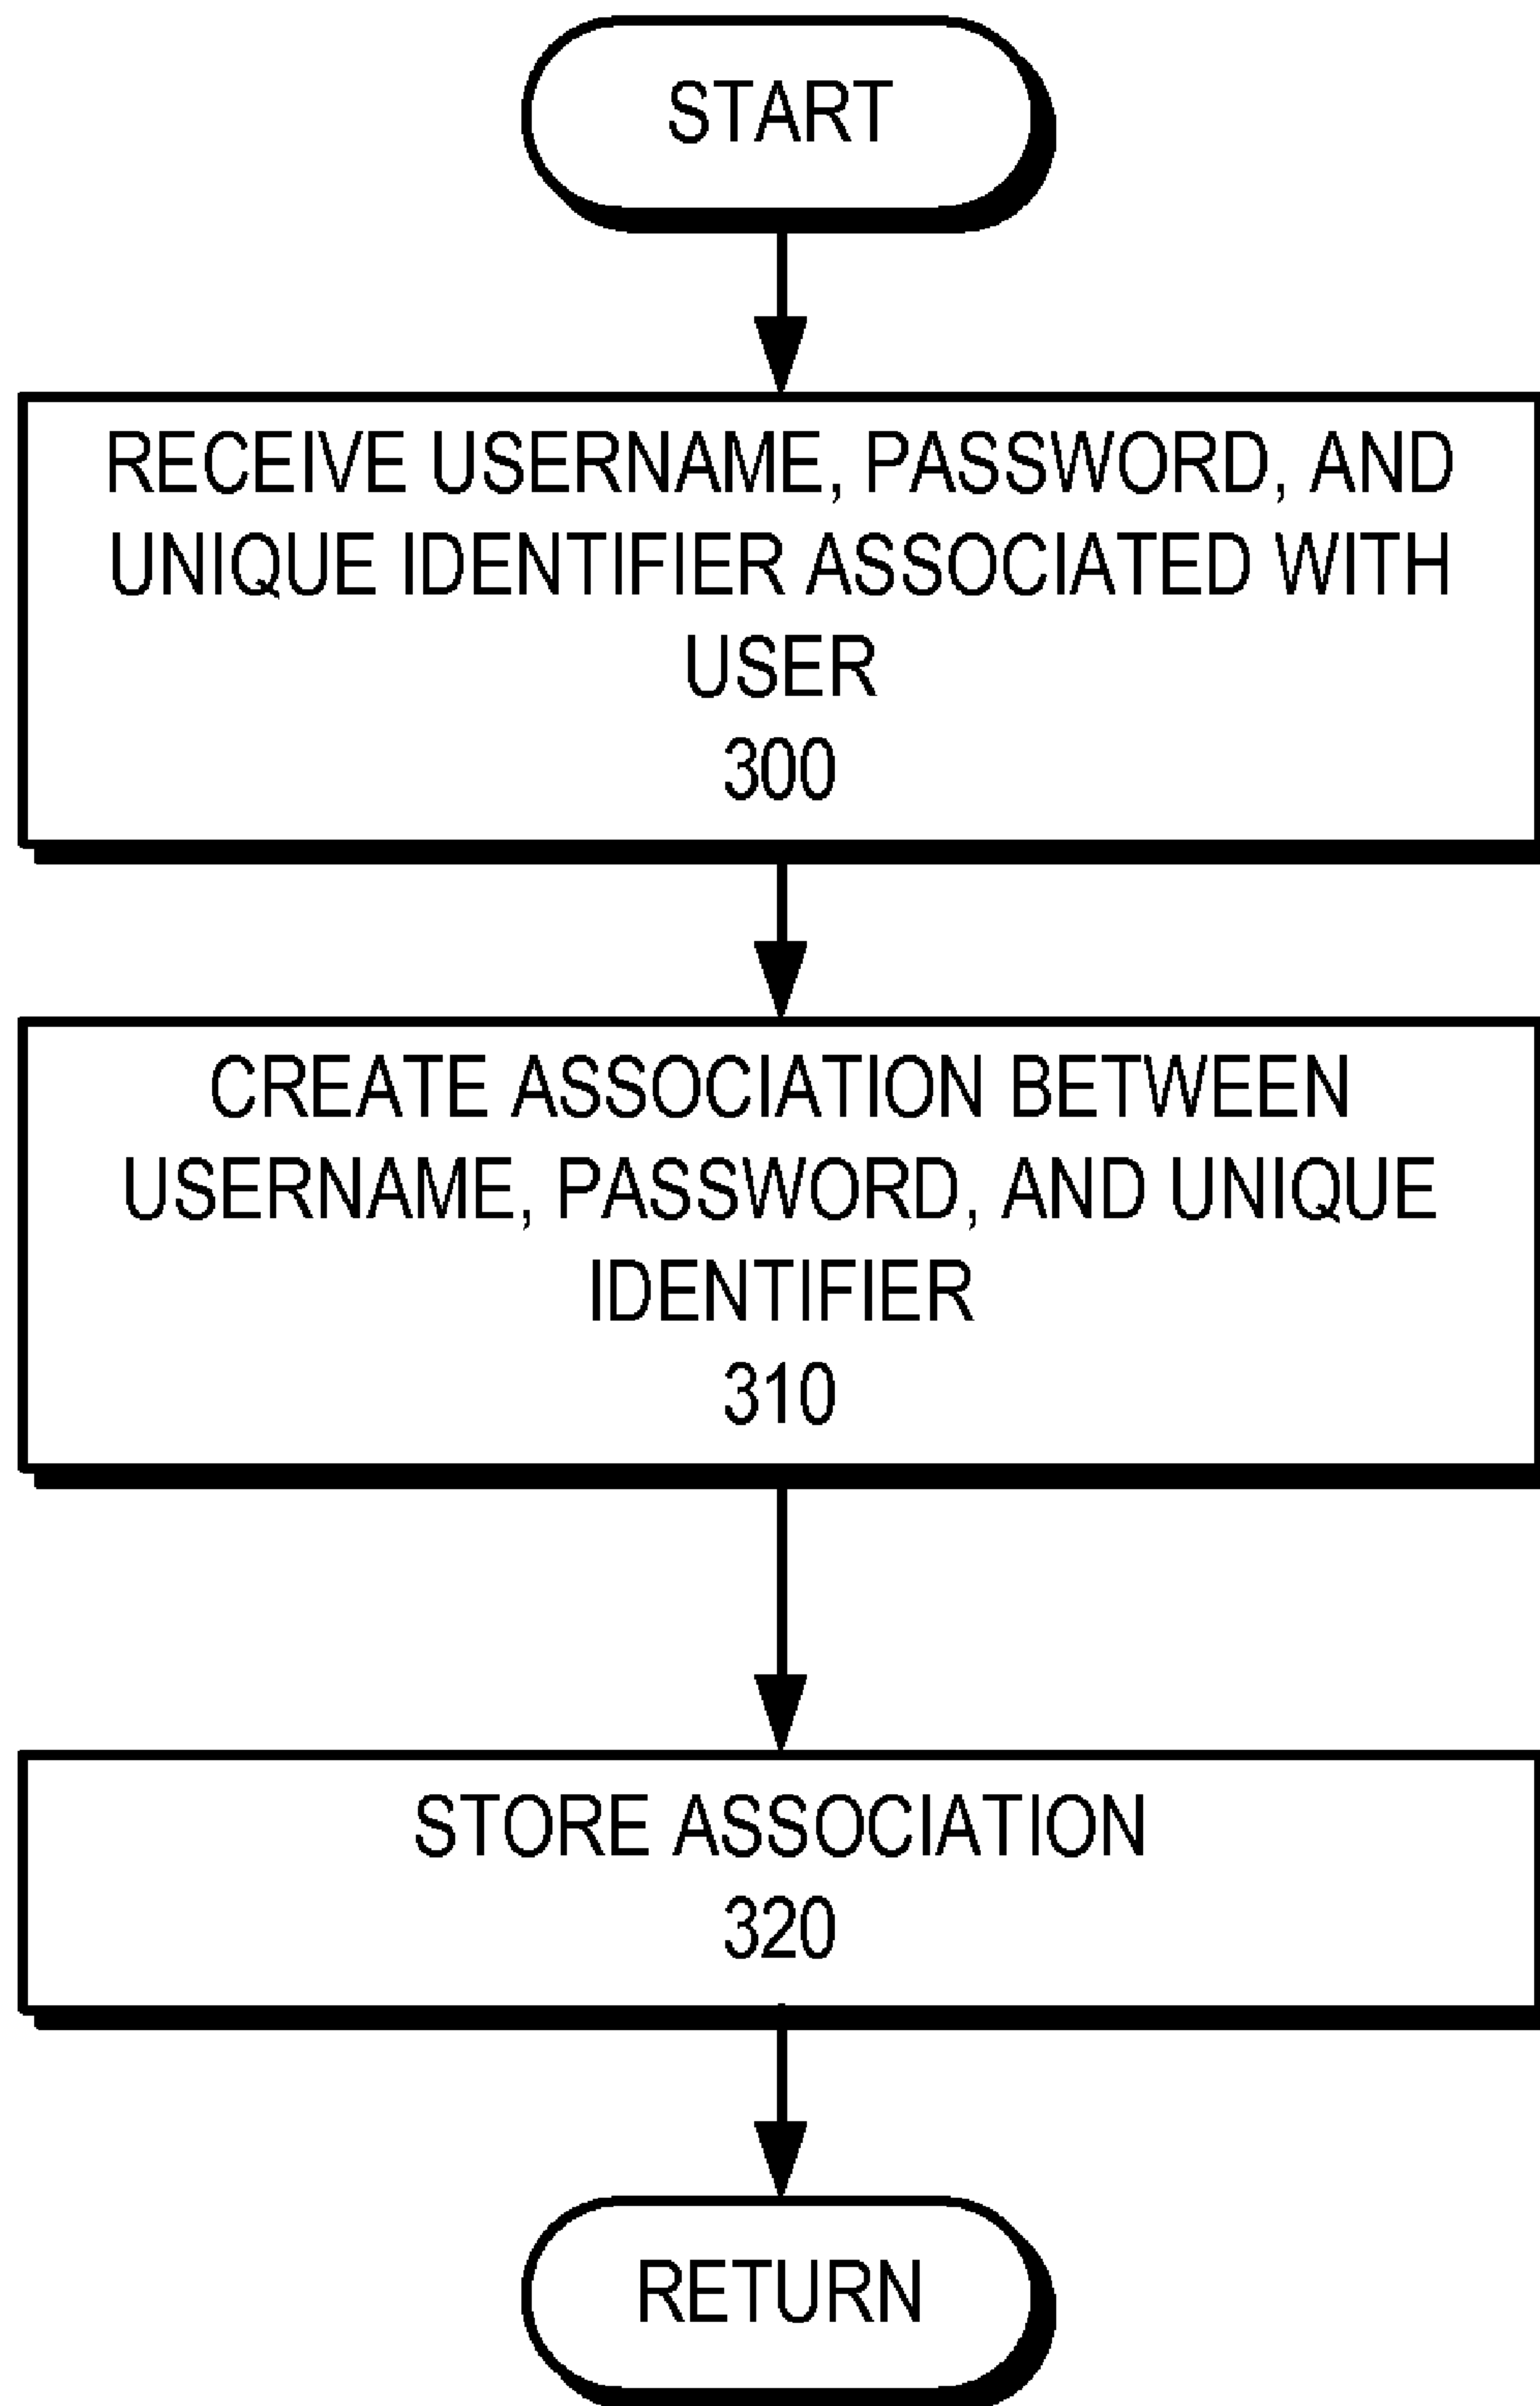 START
RECEIVE USERNAME, PASSWORD, AND
UNIQUE IDENTIFIER ASSOCIATED WITH
USER
300
CREATE ASSOCIATION BETWEEN
USERNAME, PASSWORD, AND UNIQUE
IDENTIFIER
310
STORE ASSOCIATION
320
RETURN